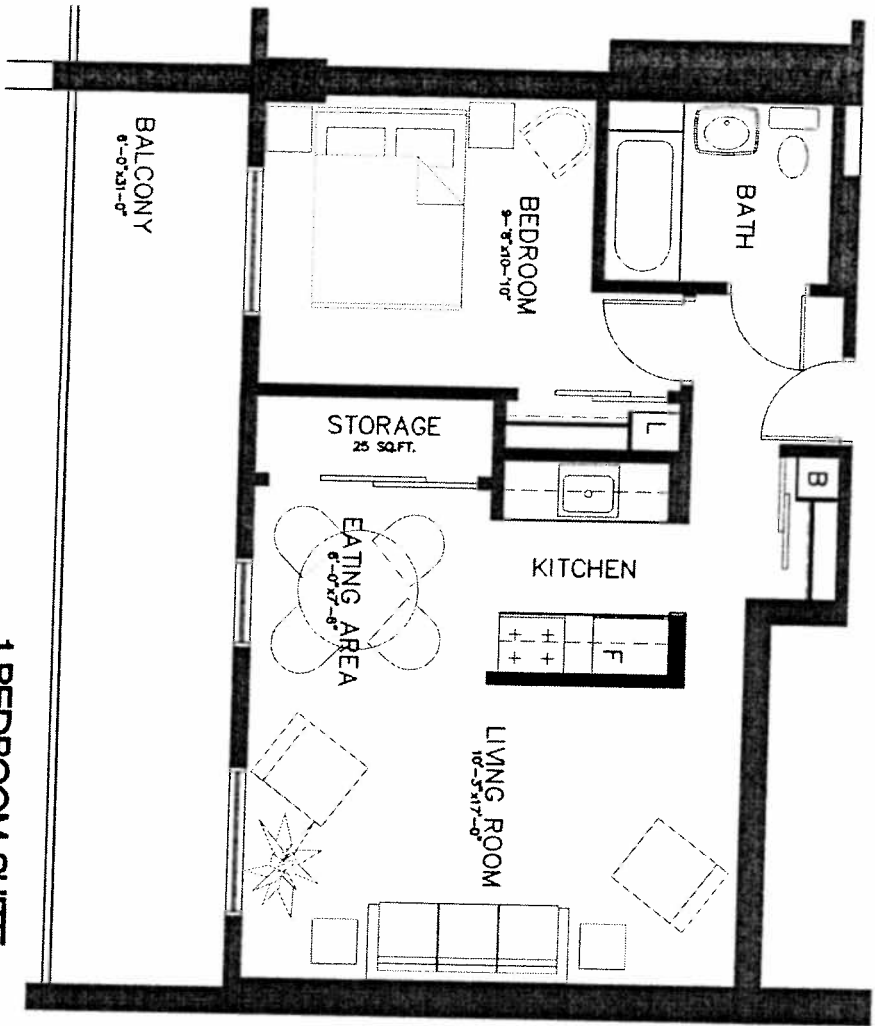 BALCONY
6'-0"x31-0"
BEDROOM
9-'8"x10-'10"
BATH
STORAGE
25 SQ.FT.
L
B
KITCHEN
F
EATING AREA
6'-0"x7'-6"
LIVING ROOM
10'-3"x17'-0"
1 BEDROOM SUITE